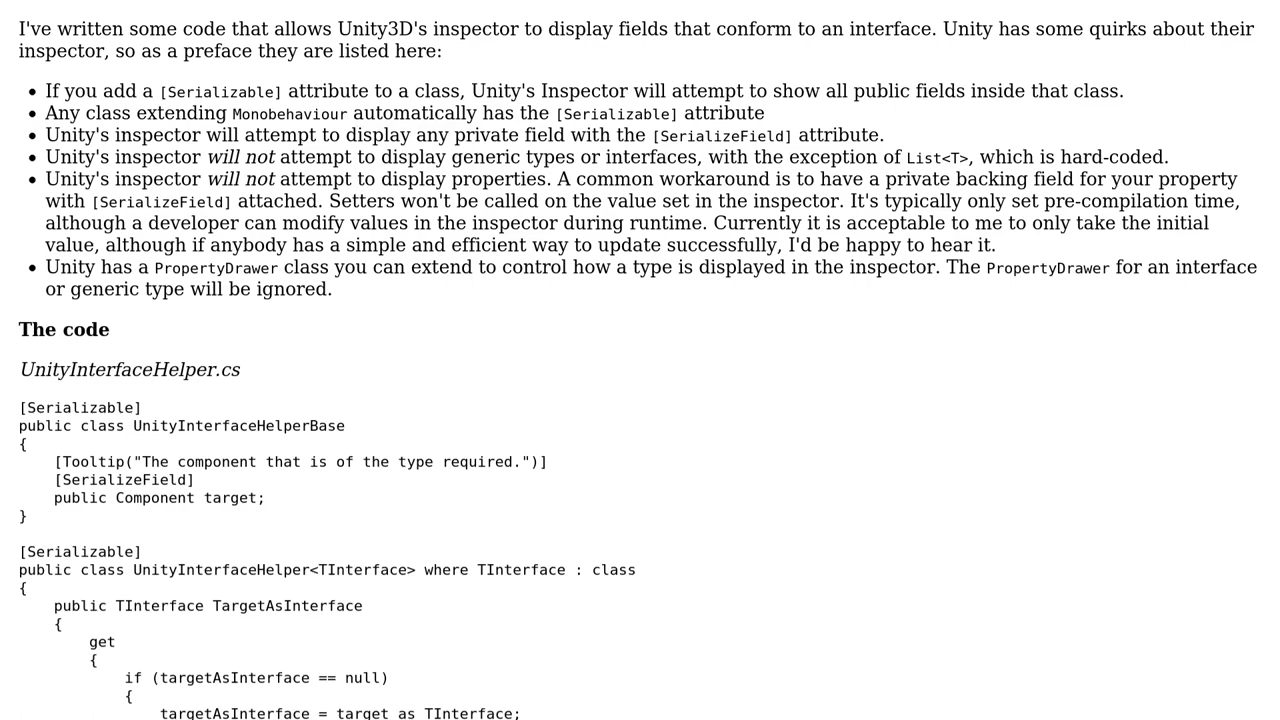 I've written some code that allows Unity3D's inspector to display fields that conform to an interface. Unity has some quirks about their
inspector, so as a preface they are listed here:
• If you add a [Serializable] attribute to a class, Unity's Inspector will attempt to show all public fields inside that class.
• Any class extending Monobehaviour automatically has the [Serializable] attribute
• Unity's inspector will attempt to display any private field with the [SerializeField] attribute.
• Unity's inspector will not attempt to display generic types or interfaces, with the exception of List<T>, which is hard-coded.
• Unity's inspector will not attempt to display properties. A common workaround is to have a private backing field for your property
with [SerializeField] attached. Setters won't be called on the value set in the inspector. It's typically only set pre-compilation time,
although a developer can modify values in the inspector during runtime. Currently it is acceptable to me to only take the initial
value, although if anybody has a simple and efficient way to update successfully, I'd be happy to hear it.
• Unity has a PropertyDrawer class you can extend to control how a type is displayed in the inspector. The PropertyDrawer for an interface
or generic type will be ignored.
The code
UnityInterfaceHelper.cs
[Serializable]
public class UnityInterfaceHelperBase
{
    [Tooltip("The component that is of the type required.")]
    [SerializeField]
    public Component target;
}
[Serializable]
public class UnityInterfaceHelper<TInterface> where TInterface : class
{
    public TInterface TargetAsInterface
    {
        get
        {
            if (targetAsInterface == null)
            {
                targetAsInterface = target as TInterface;